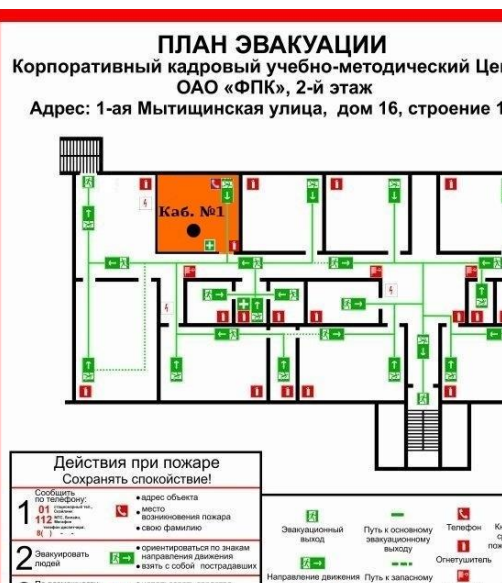 ПЛАН ЭВАКУАЦИИ
Корпоративный кадровый учебно-методический Це
ОАО «ФПК», 2-й этаж
Адрес: 1-ая Мытищинская улица, дом 16, строение 1
Каб. №1
Действия при пожаре
Сохранять спокойствие!
1
Сообщить
по телефону:
01
112
• адрес объекта
• место
возникновения пожара
• свою фамилию
2 Эвакуировать
людей
• ориентироваться по знакам
направления движения
• взять с собой пострадавших
Эвакуационный
выход
Путь к основному
эвакуационному
выходу
Телефон
Огнетушитель
Направление движения
Путь к запасному